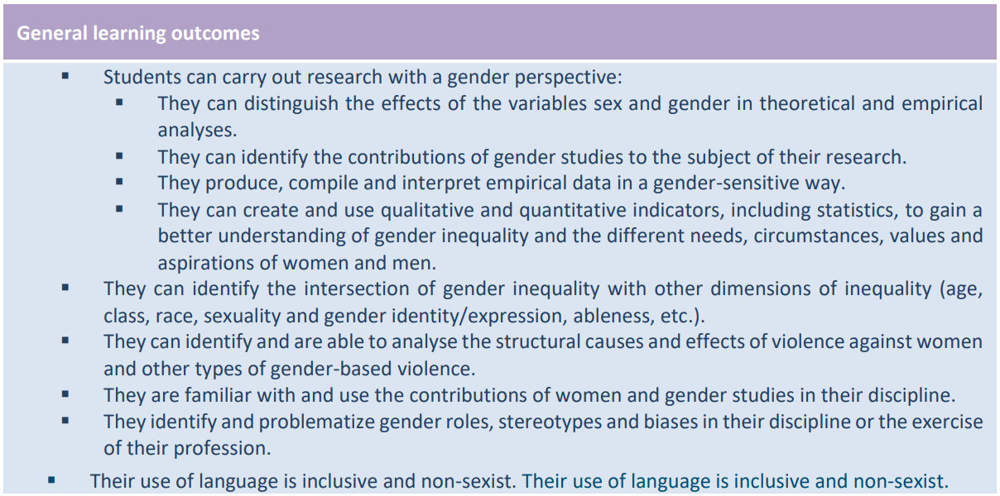 General learning outcomes
▪ Students can carry out research with a gender perspective:
▪ They can distinguish the effects of the variables sex and gender in theoretical and empirical
analyses.
▪ They can identify the contributions of gender studies to the subject of their research.
▪ They produce, compile and interpret empirical data in a gender-sensitive way.
▪ They can create and use qualitative and quantitative indicators, including statistics, to gain a
better understanding of gender inequality and the different needs, circumstances, values and
aspirations of women and men.
▪ They can identify the intersection of gender inequality with other dimensions of inequality (age,
class, race, sexuality and gender identity/expression, ableness, etc.).
▪ They can identify and are able to analyse the structural causes and effects of violence against women
and other types of gender-based violence.
▪ They are familiar with and use the contributions of women and gender studies in their discipline.
▪ They identify and problematize gender roles, stereotypes and biases in their discipline or the exercise
of their profession.
▪ Their use of language is inclusive and non-sexist. Their use of language is inclusive and non-sexist.